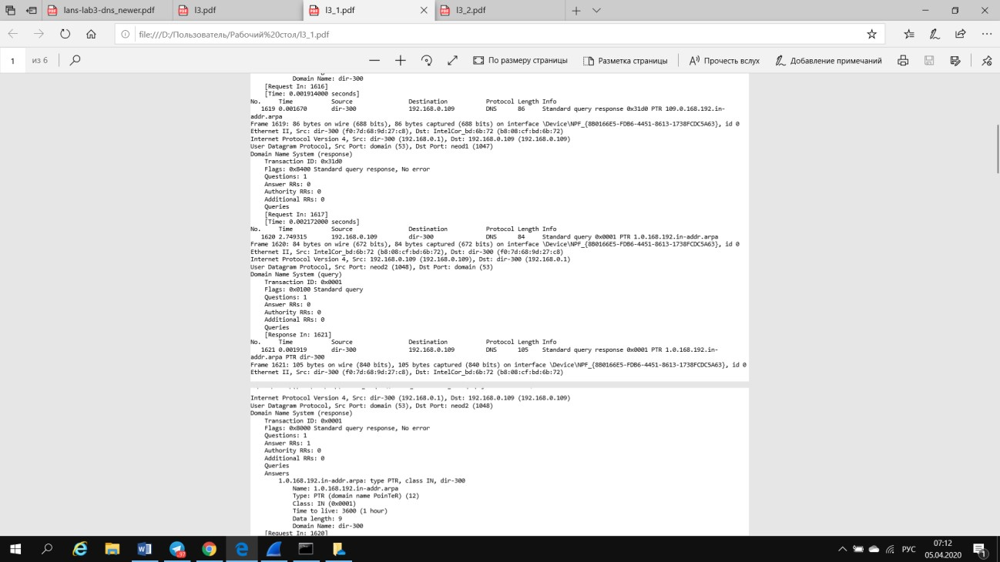 lans-lab3-dns_newer.pdf
l3.pdf
l3_1.pdf
l3_2.pdf
file:///D:/Пользователь/Рабочий%20стол/l3_1.pdf
1 из 6
По размеру страницы
Разметка страницы
Прочесть вслух
Добавление примечаний
Domain Name: dir-300
[Request In: 1616]
[Time: 0.001914000 seconds]
No. Time Source Destination Protocol Length Info
1619 0.001670 dir-300 192.168.0.109 DNS 86 Standard query response 0x31d0 PTR 109.0.168.192.in-
addr.arpa
Frame 1619: 86 bytes on wire (688 bits), 86 bytes captured (688 bits) on interface \Device\NPF_{8B0166E5-FDB6-4451-8613-1738FCDC5A63}, id 0
Ethernet II, Src: dir-300 (f0:7d:68:9d:27:c8), Dst: IntelCor_bd:6b:72 (b8:08:cf:bd:6b:72)
Internet Protocol Version 4, Src: dir-300 (192.168.0.1), Dst: 192.168.0.109 (192.168.0.109)
User Datagram Protocol, Src Port: domain (53), Dst Port: neod1 (1047)
Domain Name System (response)
Transaction ID: 0x31d0
Flags: 0x8400 Standard query response, No error
Questions: 1
Answer RRs: 0
Authority RRs: 0
Additional RRs: 0
Queries
[Request In: 1617]
[Time: 0.002172000 seconds]
No. Time Source Destination Protocol Length Info
1620 2.749315 192.168.0.109 dir-300 DNS 84 Standard query 0x0001 PTR 1.0.168.192.in-addr.arpa
Frame 1620: 84 bytes on wire (672 bits), 84 bytes captured (672 bits) on interface \Device\NPF_{8B0166E5-FDB6-4451-8613-1738FCDC5A63}, id 0
Ethernet II, Src: IntelCor_bd:6b:72 (b8:08:cf:bd:6b:72), Dst: dir-300 (f0:7d:68:9d:27:c8)
Internet Protocol Version 4, Src: 192.168.0.109 (192.168.0.109), Dst: dir-300 (192.168.0.1)
User Datagram Protocol, Src Port: neod2 (1048), Dst Port: domain (53)
Domain Name System (query)
Transaction ID: 0x0001
Flags: 0x0100 Standard query
Questions: 1
Answer RRs: 0
Authority RRs: 0
Additional RRs: 0
Queries
[Response In: 1621]
No. Time Source Destination Protocol Length Info
1621 0.001919 dir-300 192.168.0.109 DNS 105 Standard query response 0x0001 PTR 1.0.168.192.in-
addr.arpa PTR dir-300
Frame 1621: 105 bytes on wire (840 bits), 105 bytes captured (840 bits) on interface \Device\NPF_{8B0166E5-FDB6-4451-8613-1738FCDC5A63}, id 0
Ethernet II, Src: dir-300 (f0:7d:68:9d:27:c8), Dst: IntelCor_bd:6b:72 (b8:08:cf:bd:6b:72)
Internet Protocol Version 4, Src: dir-300 (192.168.0.1), Dst: 192.168.0.109 (192.168.0.109)
User Datagram Protocol, Src Port: domain (53), Dst Port: neod2 (1048)
Domain Name System (response)
Transaction ID: 0x0001
Flags: 0x8000 Standard query response, No error
Questions: 1
Answer RRs: 1
Authority RRs: 0
Additional RRs: 0
Queries
Answers
1.0.168.192.in-addr.arpa: type PTR, class IN, dir-300
Name: 1.0.168.192.in-addr.arpa
Type: PTR (domain name PoinTeR) (12)
Class: IN (0x0001)
Time to live: 3600 (1 hour)
Data length: 9
Domain Name: dir-300
[Request In: 1620]
97
РУС
07:12
05.04.2020
1